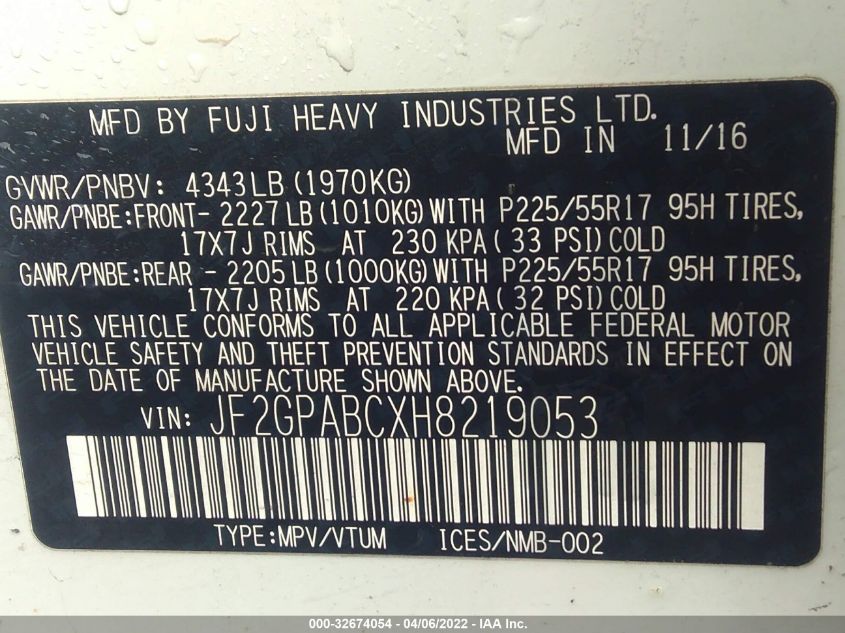 MFD BY FUJI HEAVY INDUSTRIES LTD.
MFD IN 11/16
GVWR/PNBV: 4343LB (1970KG)
GAWR/PNBE:FRONT- 2227 LB (1010KG) WITH P225/55R17 95H TIRES,
17X7J RIMS AT 230 KPA ( 33 PSI) COLD
GAWR/PNBE:REAR - 2205 LB (1000KG) WITH P225/55R17 95H TIRES,
17X7J RIMS AT 220 KPA ( 32 PSI) COLD
THIS VEHICLE CONFORMS TO ALL APPLICABLE FEDERAL MOTOR
VEHICLE SAFETY AND THEFT PREVENTION STANDARDS IN EFFECT ON
THE DATE OF MANUFACTURE SHOWN ABOVE.
VIN: JF2GPABCXH8219053
TYPE:MPV/VTUM ICES/NMB-002
000-32674054 - 04/06/2022 - IAA Inc.